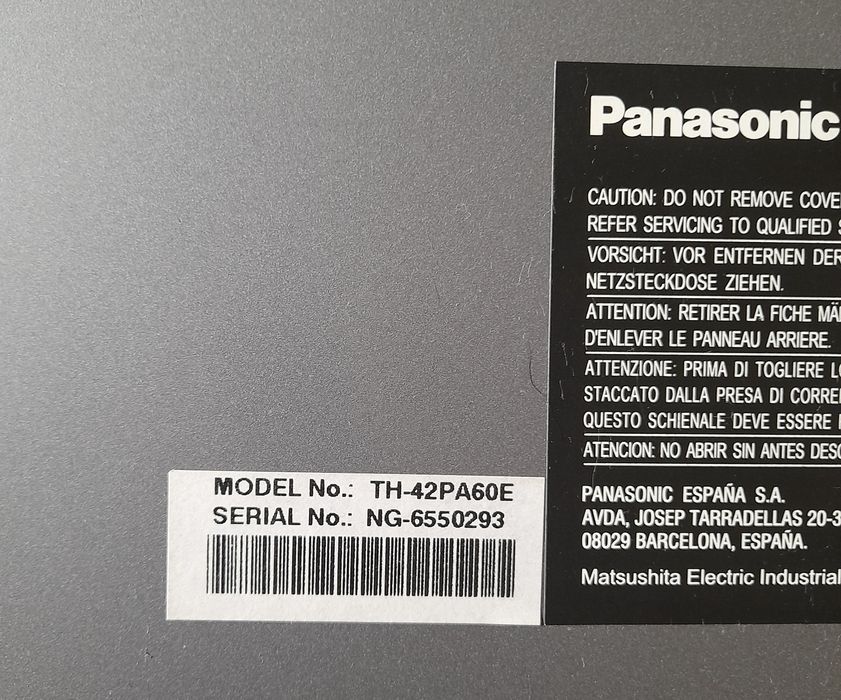 Panasonic
CAUTION: DO NOT REMOVE
REFER SERVICING TO QUALIFIED
VORSICHT: VOR ENTFERNEN DER
NETZSTECKDOSE ZIEHEN.
ATTENTION: RETIRER LA FICHE
D'ENLEVER LE PANNEAU ARRIERE.
ATTENZIONE: PRIMA DI TOGLIERE
STACCATO DALLA PRESA DI
QUESTO SCHIENALE DEVE ESSERE
ATENCION: NO ABRIR SIN ANTES
PANASONIC ESPAÑA S.A.
AVDA, JOSEP TARRADELLAS
08029 BARCELONA, ESPAÑA.
Matsushita Electric Industrial
MODEL No.: TH-42PA60E
SERIAL No.: NG-6550293